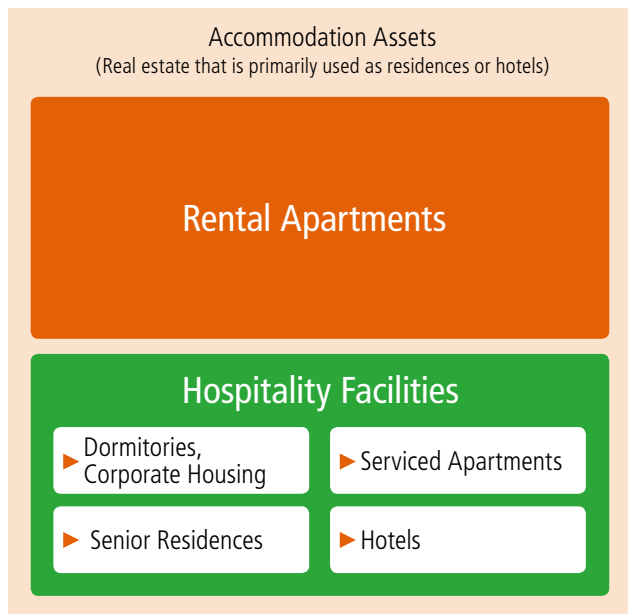 Accommodation Assets
(Real estate that is primarily used as residences or hotels)
Rental Apartments
Hospitality Facilities
Dormitories,
Corporate Housing
Serviced Apartments
Senior Residences
Hotels